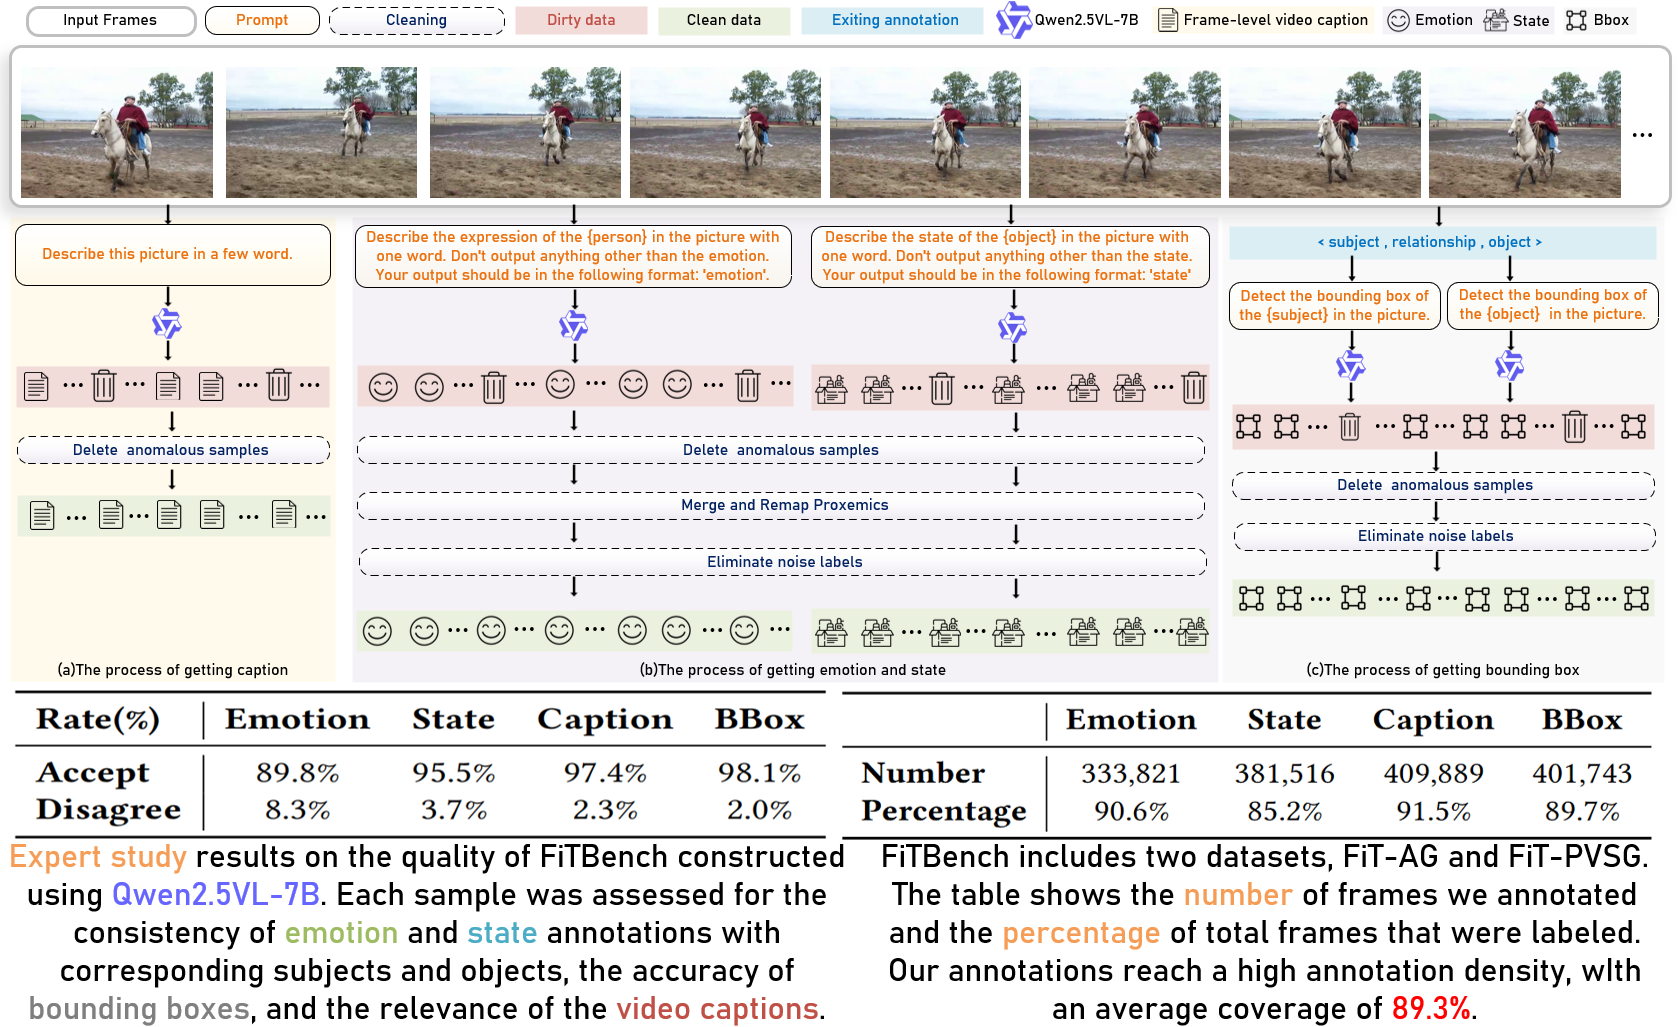 Input Frames
Prompt
Cleaning
Dirty data
Clean data
Exiting annotation
Qwen2.5VL-7B
Frame-level video caption
Emotion
State
Bbox
...
Describe this picture in a few word.
Describe the expression of the {person} in the picture with
one word. Don't output anything other than the emotion.
Your output should be in the following format: 'emotion'.
Describe the state of the {object} in the picture with
one word. Don't output anything other than the state.
Your output should be in the following format: 'state'
< subject , relationship , object >
Detect the bounding box of
the {subject} in the picture.
Detect the bounding box of
the {object} in the picture.
Delete anomalous samples
Delete anomalous samples
Merge and Remap Proxemics
Eliminate noise labels
Delete anomalous samples
Eliminate noise labels
(a)The process of getting caption
(b)The process of getting emotion and state
(c)The process of getting bounding box
Rate(%) Emotion State Caption BBox
Accept 89.8% 95.5% 97.4% 98.1%
Disagree 8.3% 3.7% 2.3% 2.0%
Emotion State Caption BBox
Number 333,821 381,516 409,889 401,743
Percentage 90.6% 85.2% 91.5% 89.7%
Expert study results on the quality of FiTBench constructed
using Qwen2.5VL-7B. Each sample was assessed for the
consistency of emotion and state annotations with
corresponding subjects and objects, the accuracy of
bounding boxes, and the relevance of the video captions.
FiTBench includes two datasets, FiT-AG and FiT-PVSG.
The table shows the number of frames we annotated
and the percentage of total frames that were labeled.
Our annotations reach a high annotation density, wIth
an average coverage of 89.3%.